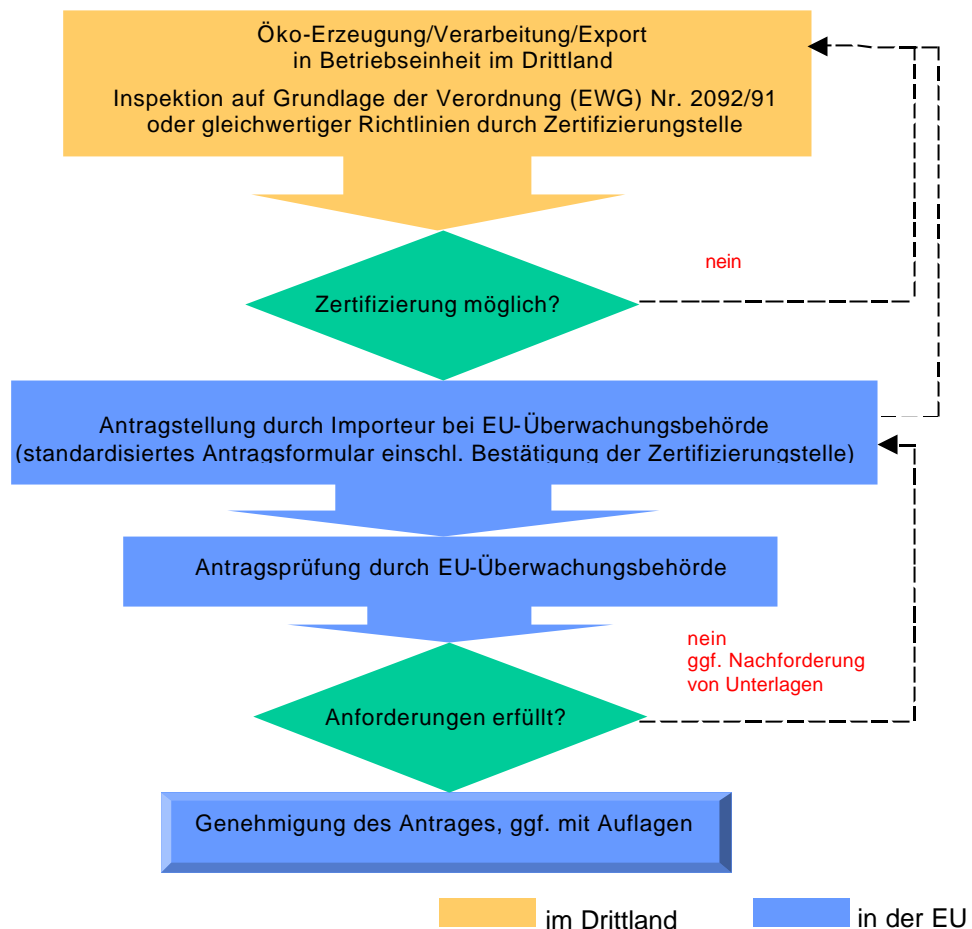 Öko-Erzeugung/Verarbeitung/Export
in Betriebseinheit im Drittland
Inspektion auf Grundlage der Verordnung (EWG) Nr. 2092/91
oder gleichwertiger Richtlinien durch Zertifizierungstelle
nein
Zertifizierung möglich?
Antragstellung durch Importeur bei EU-Überwachungsbehörde
(standardisiertes Antragsformular einschl. Bestätigung der Zertifizierungstelle)
Antragsprüfung durch EU-Überwachungsbehörde
nein
ggf. Nachforderung
von Unterlagen
Anforderungen erfüllt?
Genehmigung des Antrages, ggf. mit Auflagen
im Drittland
in der EU